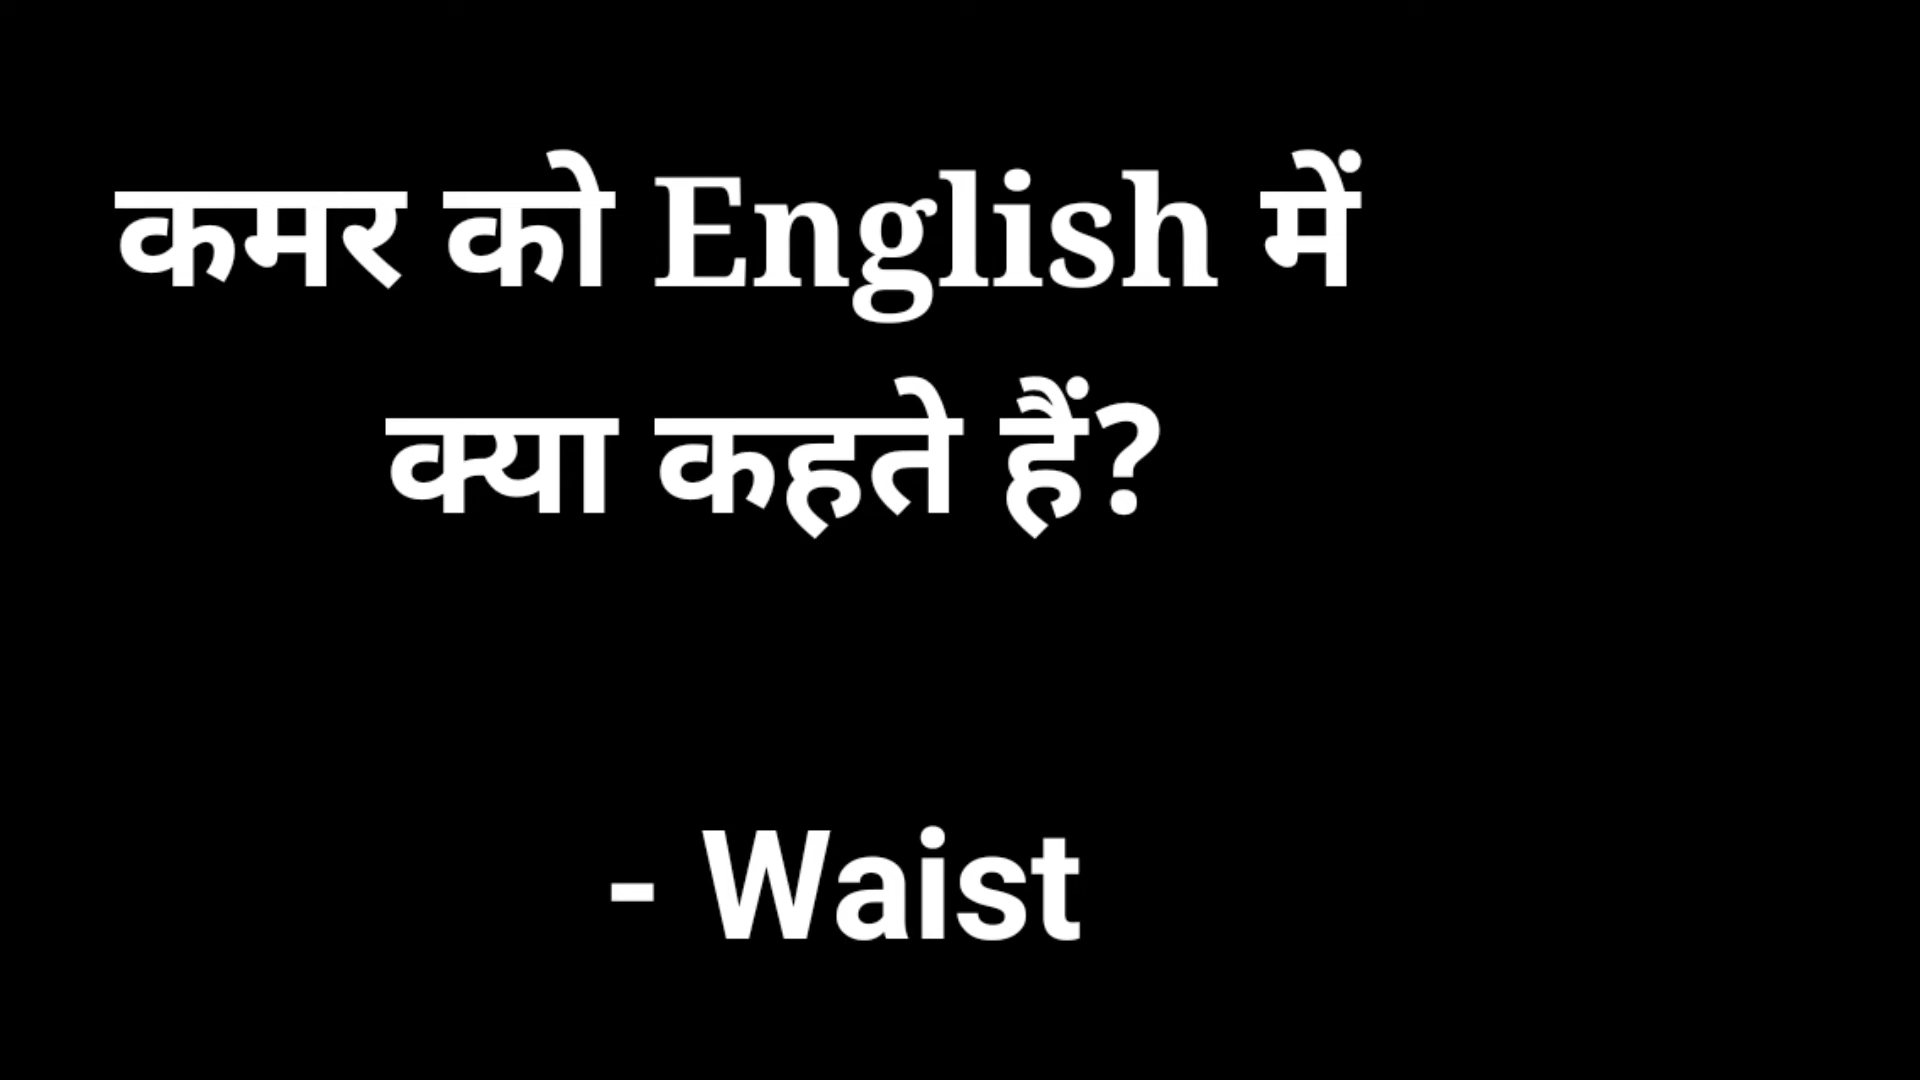 कमर को English में
क्या कहते हैं?
- Waist